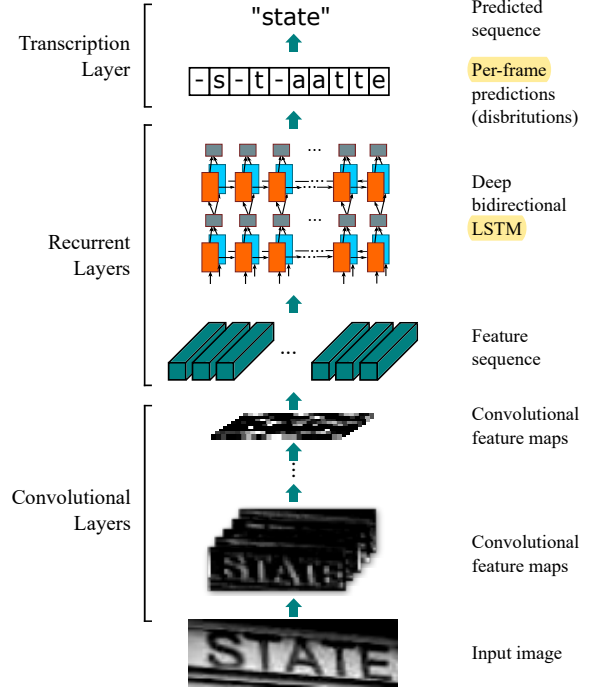 "state"
Predicted
sequence
Transcription
Layer
-s-t-aatte
Per-frame
predictions
(disbritutions)
...
Deep
bidirectional
LSTM
Recurrent
Layers
...
Feature
sequence
Convolutional
feature maps
Convolutional
Layers
STATE
Convolutional
feature maps
STATE
Input image